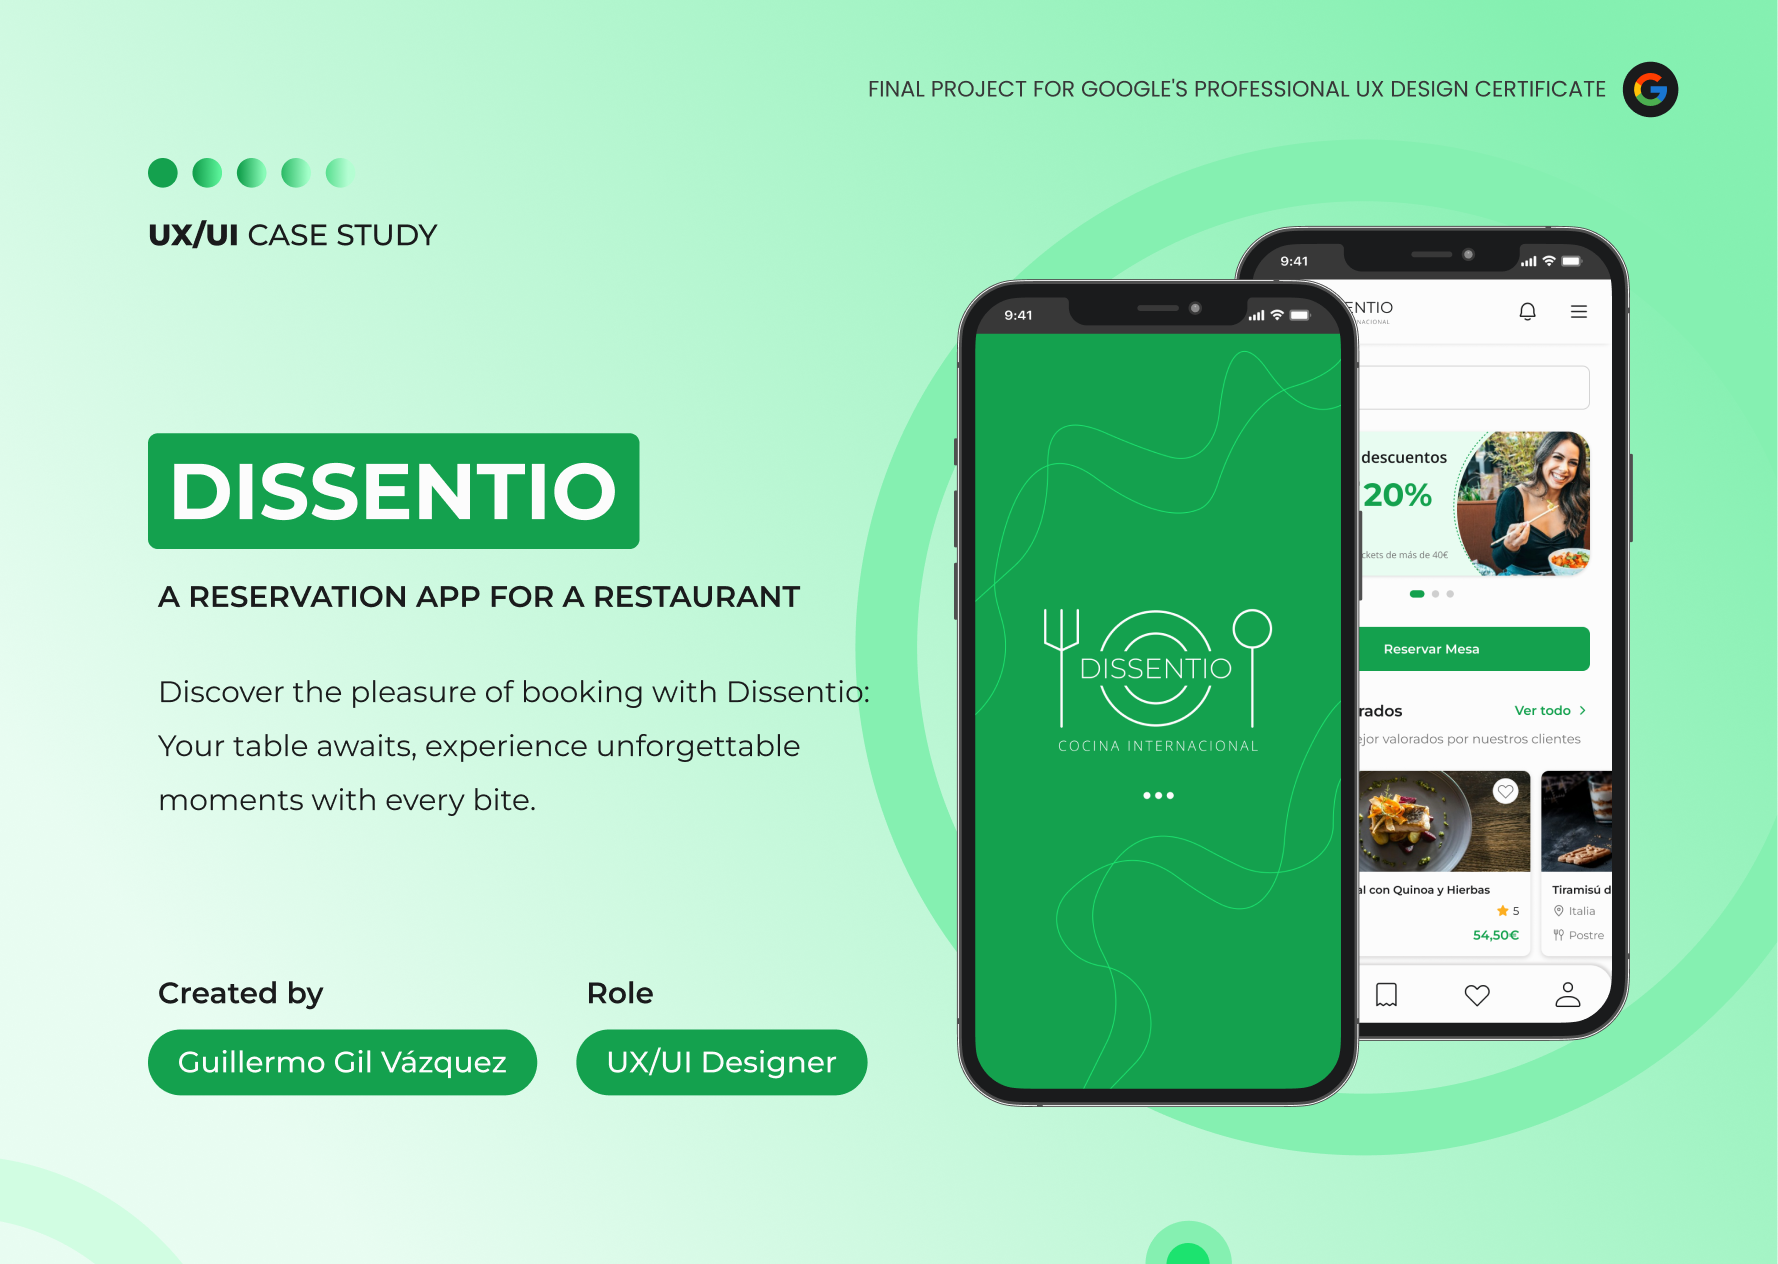 FINAL PROJECT FOR GOOGLE'S PROFESSIONAL UX DESIGN CERTIFICATE
UX/UI CASE STUDY
DISSENTIO
A RESERVATION APP FOR A RESTAURANT
Discover the pleasure of booking with Dissentio:
Your table awaits, experience unforgettable
moments with every bite.
Created by
Guillermo Gil Vázquez
Role
UX/UI Designer
9:41
DISSENTIO
COCINA INTERNACIONAL
9:41
ENTIO
NACIONAL
descuentos
20%
ckets de más de 40€
Reservar Mesa
rados
Ver todo
ejor valorados por nuestros clientes
al con Quinoa y Hierbas
5
54,50€
Tiramisú d
Italia
Postre